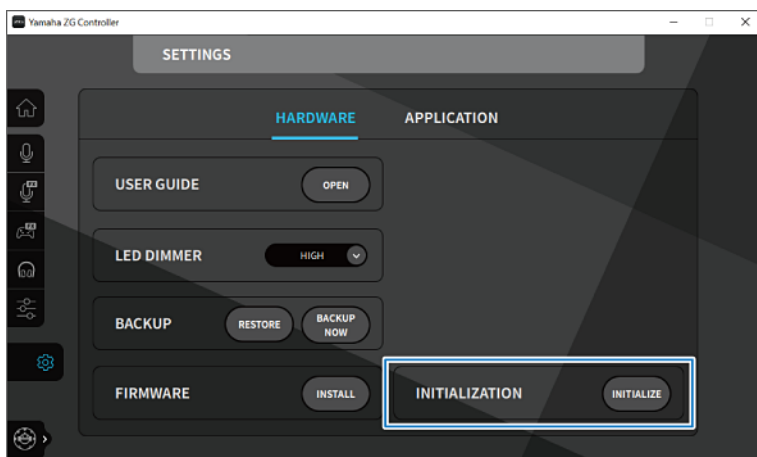 Yamaha ZG Controller
SETTINGS
HARDWARE
APPLICATION
USER GUIDE
OPEN
LED DIMMER
HIGH
BACKUP
RESTORE
BACKUP
NOW
FIRMWARE
INSTALL
INITIALIZATION
INITIALIZE